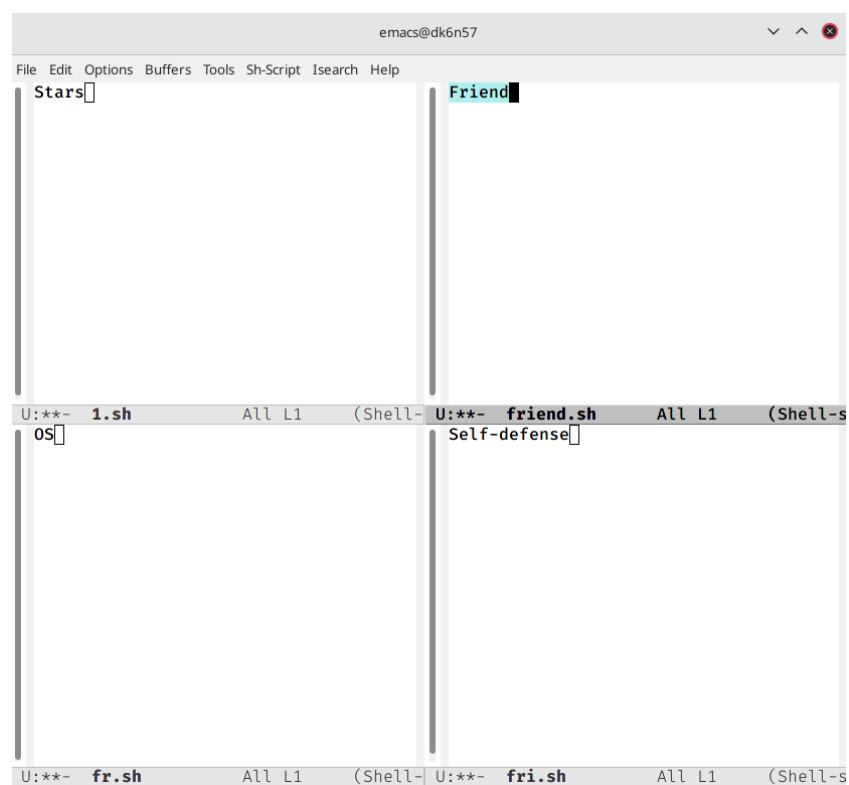 emacs@dk6n57
File Edit Options Buffers Tools Sh-Script Isearch Help
Stars
Friend
U:**- 1.sh All L1 (Shell-
U:**- friend.sh All L1 (Shell-s
OS
Self-defense
U:**- fr.sh All L1 (Shell-
U:**- fri.sh All L1 (Shell-s